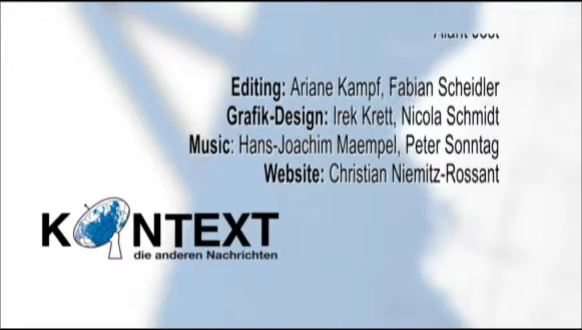 Editing: Ariane Kampf, Fabian Scheidler
Grafik-Design: Irek Krett, Nicola Schmidt
Music: Hans-Joachim Maempel, Peter Sonntag
Website: Christian Niemitz-Rossant
KONTEXT
die anderen Nachrichten